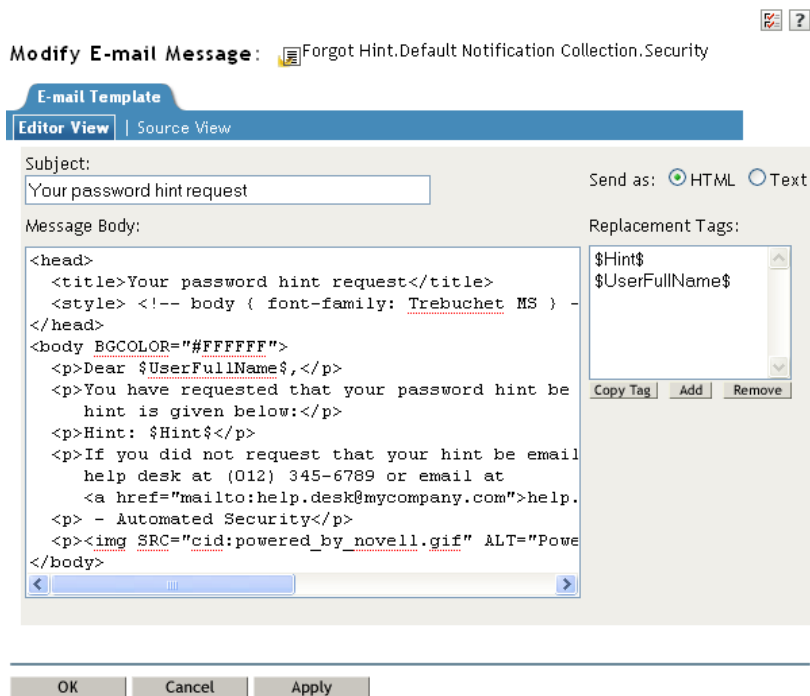 ?
Modify E-mail Message: Forgot Hint.Default Notification Collection.Security
E-mail Template
Editor View | Source View
Subject:
Your password hint request
Send as: HTML Text
Message Body:
Replacement Tags:
<head>
<title>Your password hint request</title>
<style> <!-- body { font-family: Trebuchet MS } -
</head>
<body BGCOLOR="#FFFFFF">
<p>Dear $UserFullName$,</p>
<p>You have requested that your password hint be
hint is given below:</p>
<p>Hint: $Hint$</p>
<p>If you did not request that your hint be email
help desk at (012) 345-6789 or email at
<a href="mailto:help.desk@mycompany.com">help.
<p> - Automated Security</p>
<p><img SRC="cid:powered_by_novell.gif" ALT="Powe
</body>
$Hint$
$UserFullName$
Copy Tag Add Remove
OK Cancel Apply